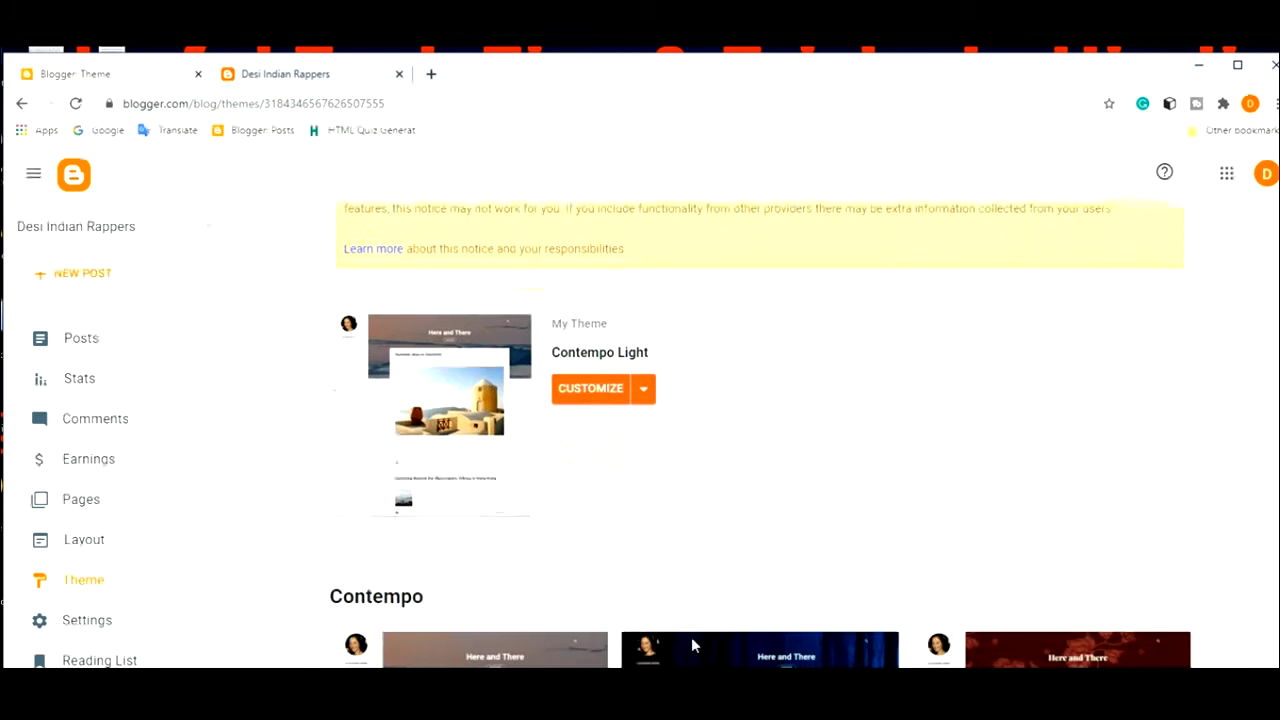 Blogger: Theme
Desi Indian Rappers
blogger.com/blog/themes/3184346567626507555
Apps
Google
Translate
Blogger: Posts
HTML Quiz Generat
Other bookmark
D
Desi Indian Rappers
NEW POST
Posts
Stats
Comments
Earnings
Pages
Layout
Theme
Settings
Reading List
features, this notice may not work for you. If you include functionality from other providers there may be extra information collected from your users
Learn more about this notice and your responsibilities
Here and There
My Theme
Contempo Light
CUSTOMIZE
Contempo
Here and There
Here and There
Here and There